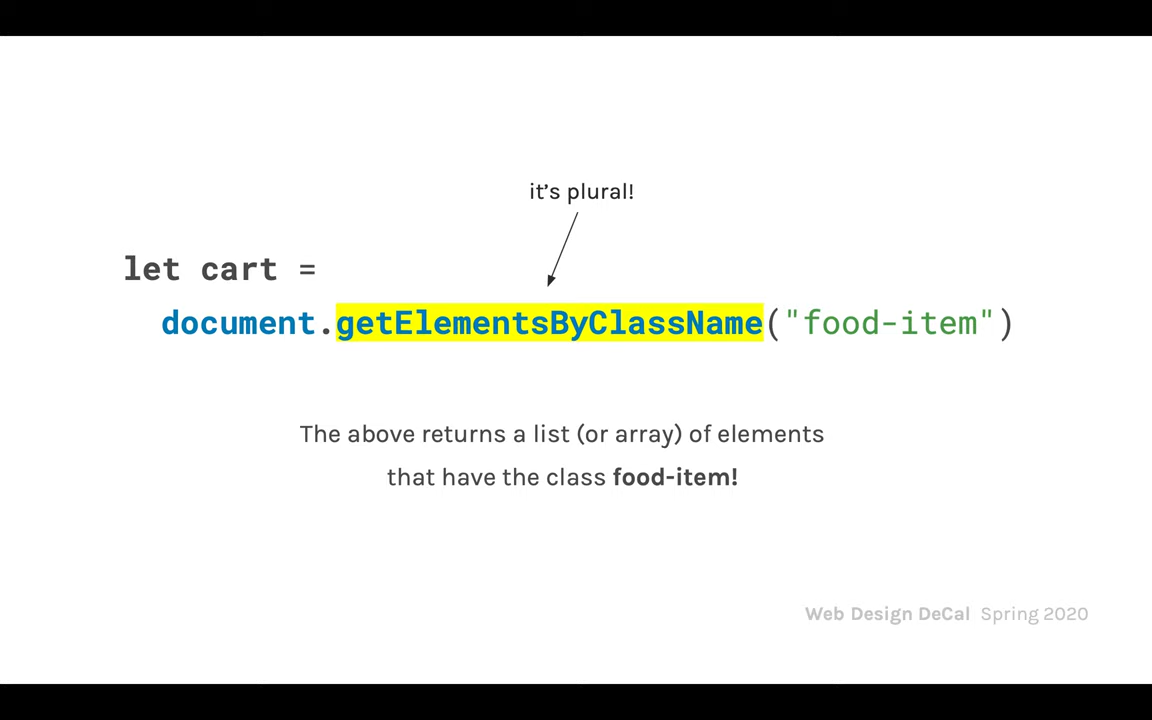 it's plural!
let cart =
document.getElementsByClassName("food-item")
The above returns a list (or array) of elements
that have the class food-item!
Web Design DeCal Spring 2020